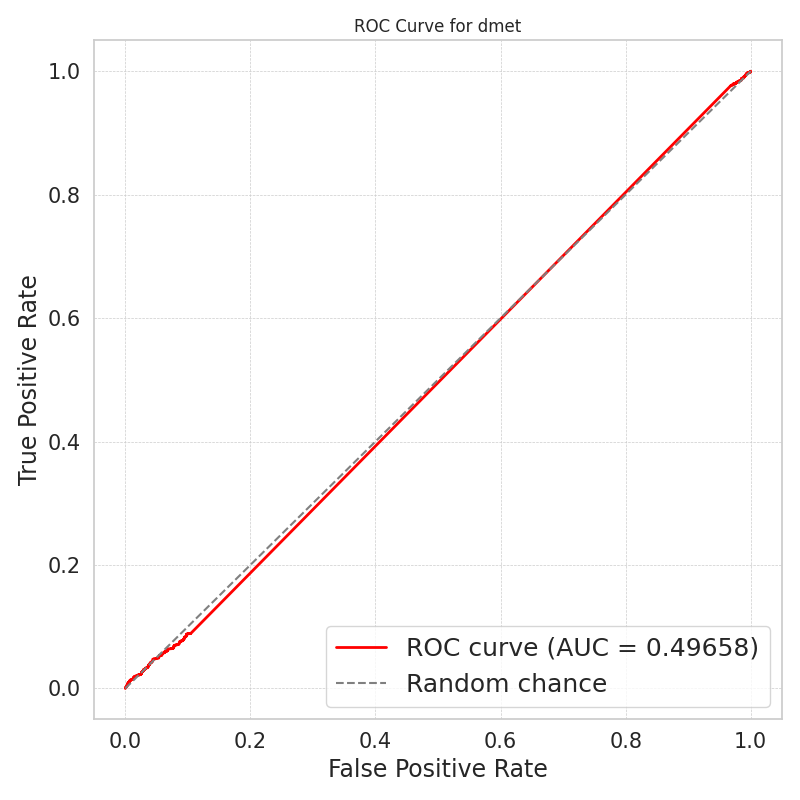 ROC Curve for dmet
1.0
0.8
0.6
0.4
0.2
0.0
True Positive Rate
ROC curve (AUC = 0.49658)
Random chance
0.0 0.2 0.4 0.6 0.8 1.0
False Positive Rate